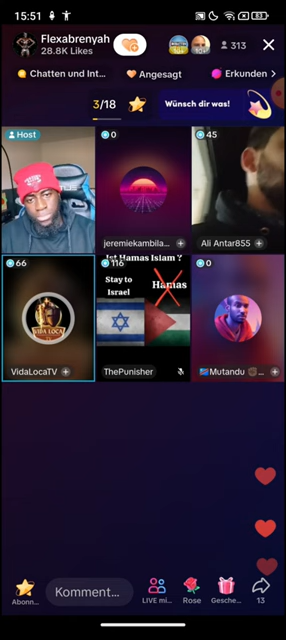 15:51
83
Flexabrenyah
28.8K Likes
313
Chatten und Int...
Angesagt
Erkunden
3/18
Wünsch dir was!
Host
0
45
jeremiekambila...
Ali Antar855
66
116
0
Ist Hamas Islam ?
Stay to
Israel
Hamas
VIDA LOCA
VidaLocaTV
ThePunisher
Mutandu
Abonn...
Komment...
LIVE mi...
Rose
Gesche...
13